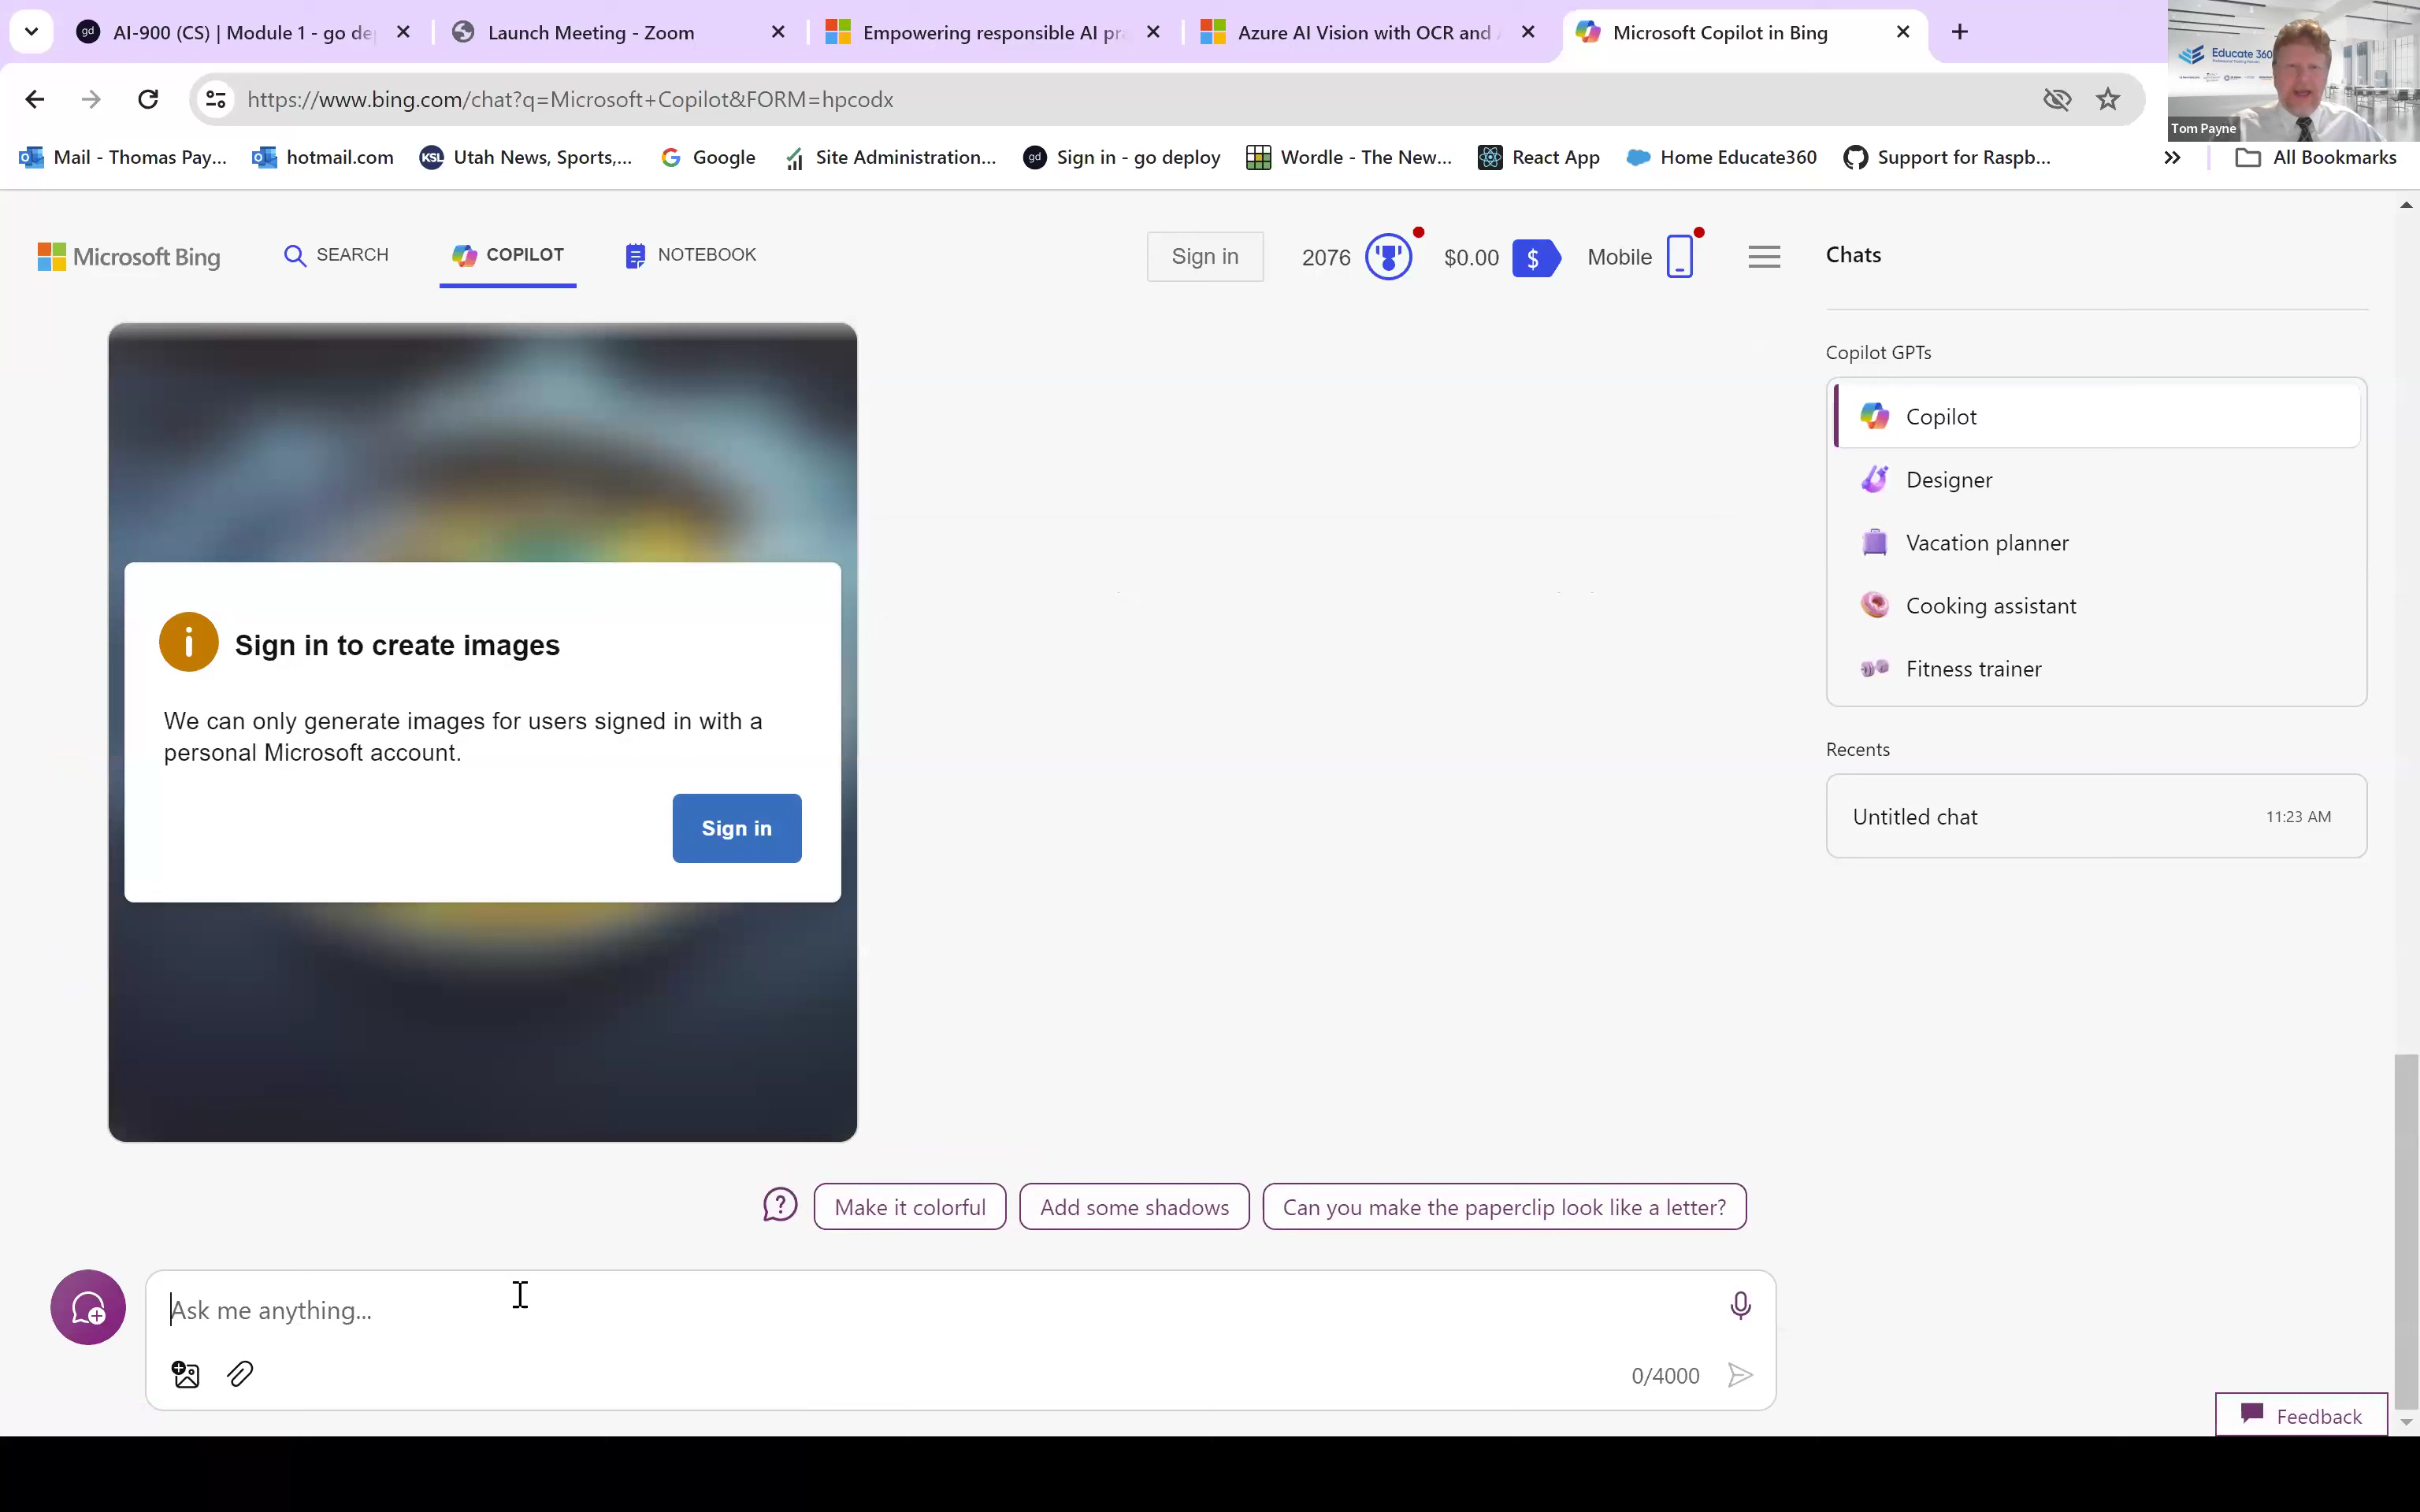 gd AI-900 (CS) | Module 1 - go de
Launch Meeting - Zoom
Empowering responsible AI pra
Azure AI Vision with OCR and A
Microsoft Copilot in Bing
Educate 360
Tom Payne
https://www.bing.com/chat?q=Microsoft+Copilot&FORM=hpcodx
Mail - Thomas Pay...
hotmail.com
KSL Utah News, Sports,...
Google
Site Administration...
gd Sign in - go deploy
Wordle - The New...
React App
Home Educate360
Support for Raspb...
All Bookmarks
Microsoft Bing
SEARCH
COPILOT
NOTEBOOK
Sign in
2076
$0.00
$
Mobile
Chats
Copilot GPTs
Copilot
Designer
Vacation planner
Cooking assistant
Fitness trainer
Recents
Untitled chat 11:23 AM
Sign in to create images
We can only generate images for users signed in with a
personal Microsoft account.
Sign in
Make it colorful
Add some shadows
Can you make the paperclip look like a letter?
Ask me anything...
0/4000
Feedback